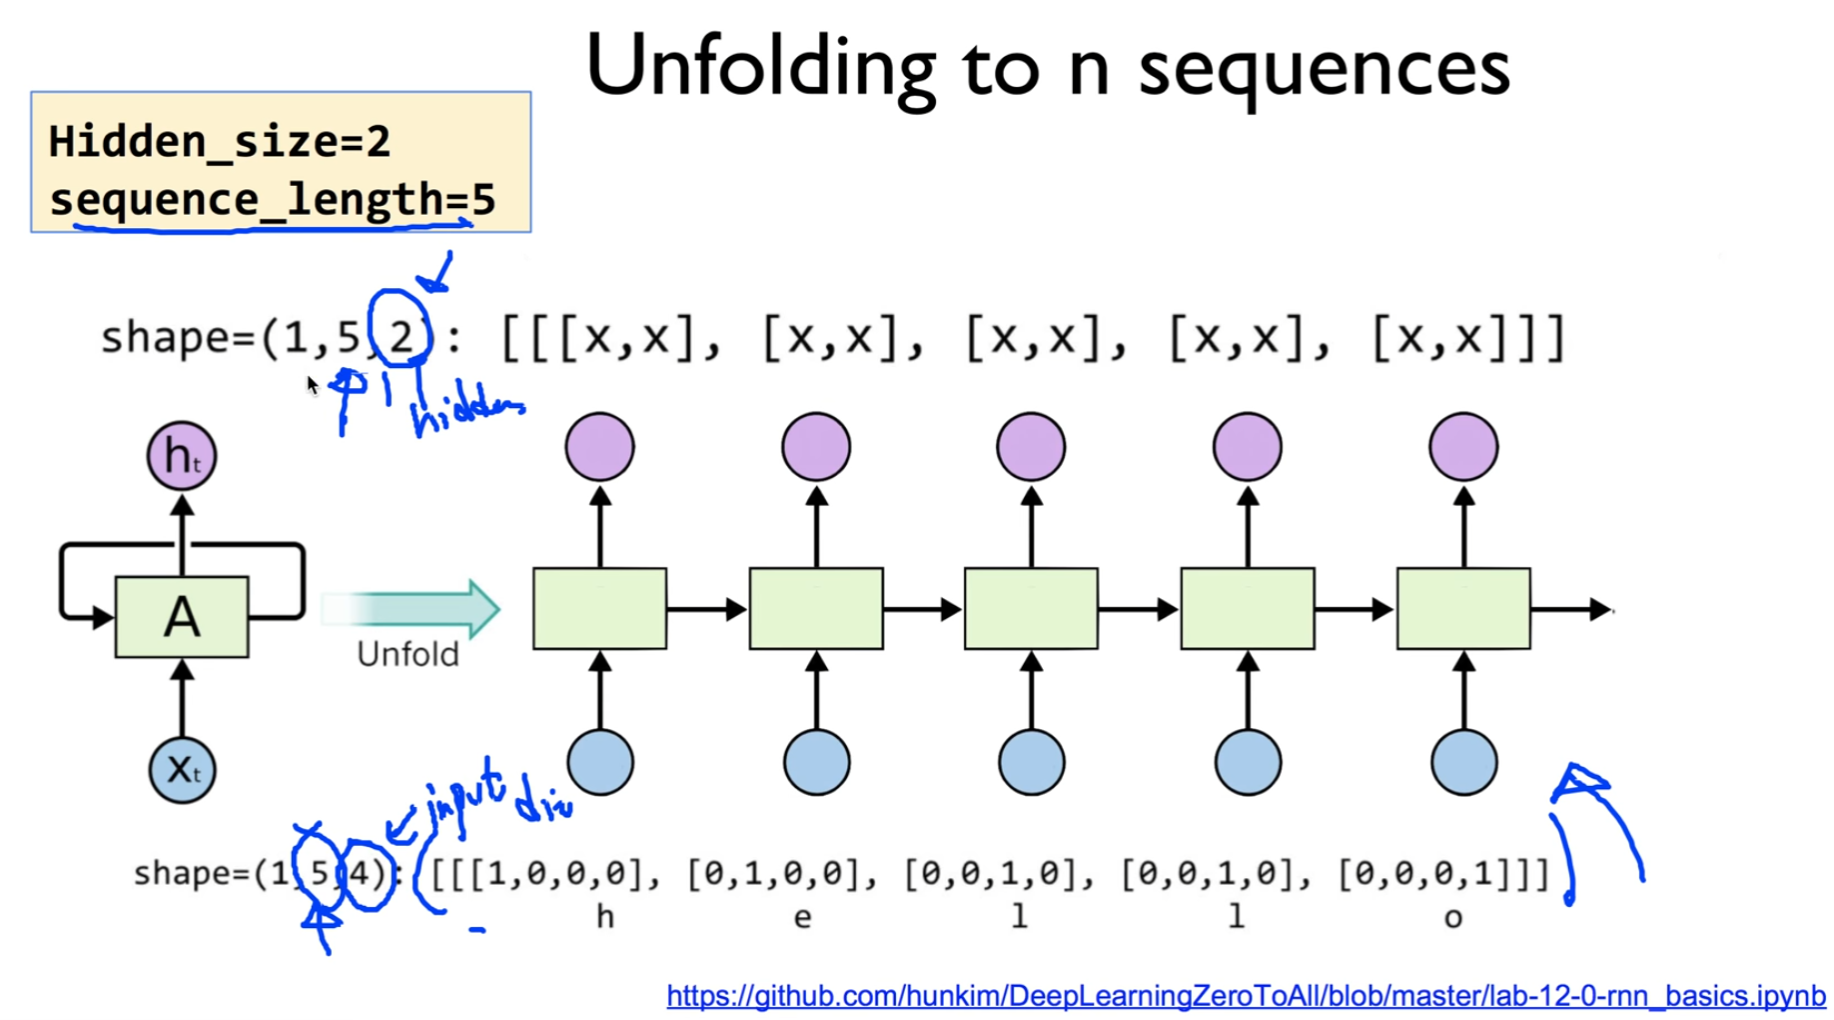 Unfolding to n sequences
Hidden_size=2
sequence_length=5
shape=(1,5,2): [[[x,x], [x,x], [x,x], [x,x], [x,x]]]
hidden
ht
A
Unfold
xt
input dim
shape=(1,5,4): [[[1,0,0,0], [0,1,0,0], [0,0,1,0], [0,0,1,0], [0,0,0,1]]]
h e l l o
https://github.com/hunkim/DeepLearningZeroToAll/blob/master/lab-12-0-rnn_basics.ipynb